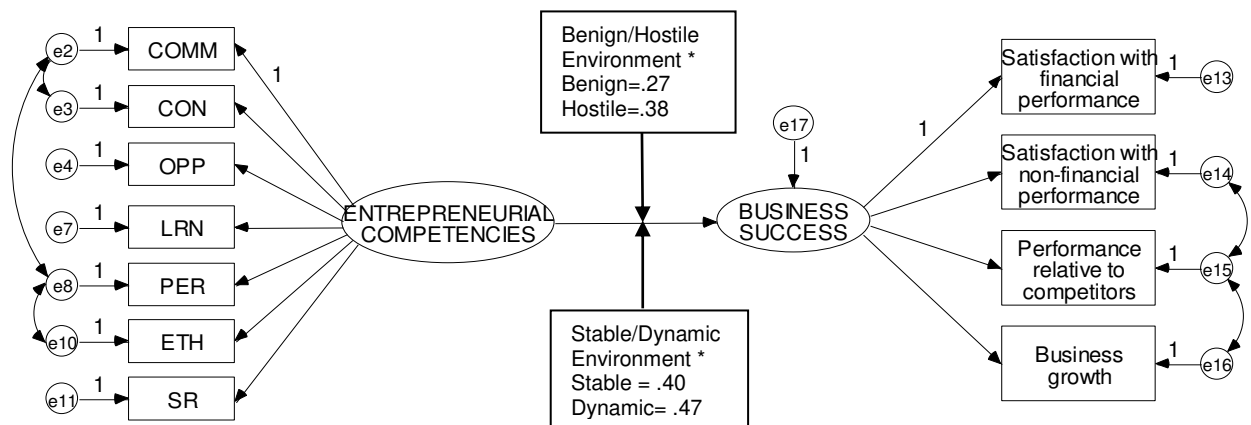 e2
1
COMM
e3
1
CON
e4
1
OPP
e7
1
LRN
e8
1
PER
e10
1
ETH
e11
1
SR
1
ENTREPRENEURIAL
COMPETENCIES
Benign/Hostile
Environment *
Benign=.27
Hostile=.38
Stable/Dynamic
Environment *
Stable = .40
Dynamic= .47
e17
1
BUSINESS
SUCCESS
1
Satisfaction with
financial
performance
1
e13
Satisfaction with
non-financial
performance
1
e14
Performance
relative to
competitors
1
e15
Business
growth
1
e16